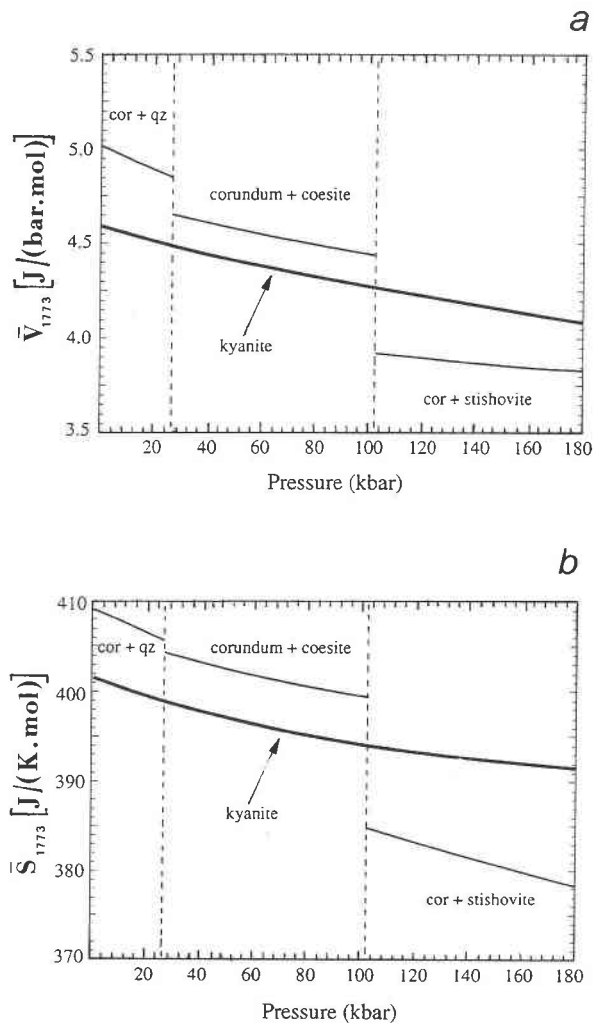 a
5.5
cor + qz
5.0
corundum + coesite
4.5
V̄1773 [J/(bar.mol)]
kyanite
4.0
cor + stishovite
3.5
20 40 60 80 100 120 140 160 180
Pressure (kbar)
b
410
cor + qz
corundum + coesite
400
S̄1773 [J/(K.mol)]
390
kyanite
380
cor + stishovite
370
20 40 60 80 100 120 140 160 180
Pressure (kbar)